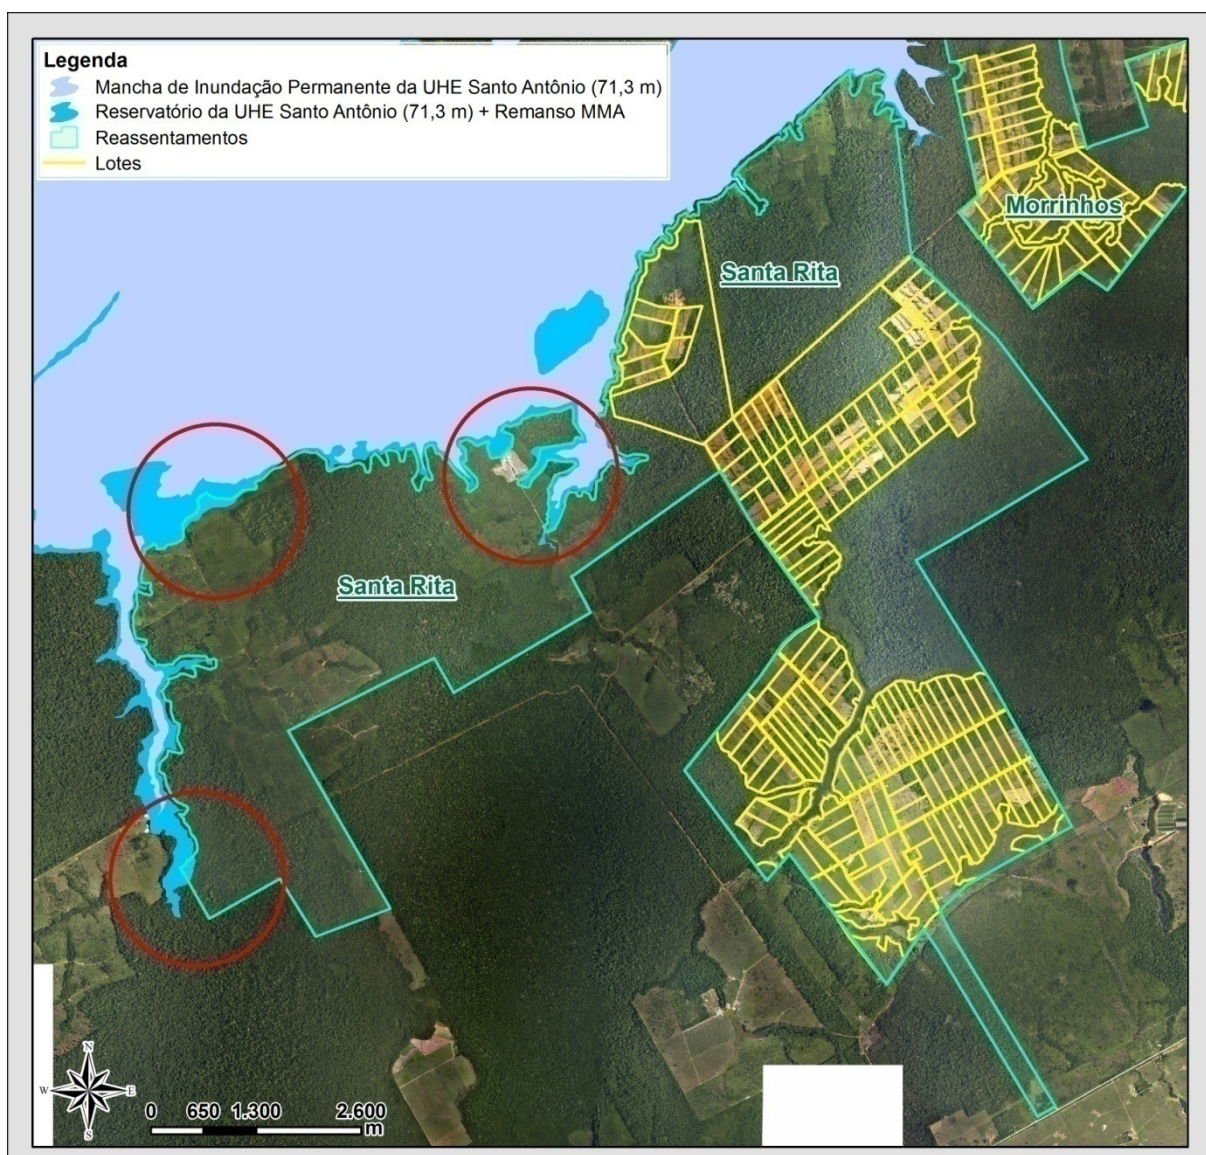 Legenda
Mancha de Inundação Permanente da UHE Santo Antônio (71,3 m)
Reservatório da UHE Santo Antônio (71,3 m) + Remanso MMA
Reassentamentos
Lotes
Morrinhos
Santa Rita
Santa Rita
N
W E
S
0 650 1.300 2.600
m